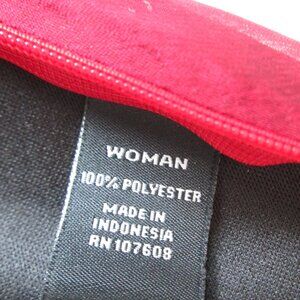 WOMAN
100% POLYESTER
MADE IN
INDONESIA
RN 107608